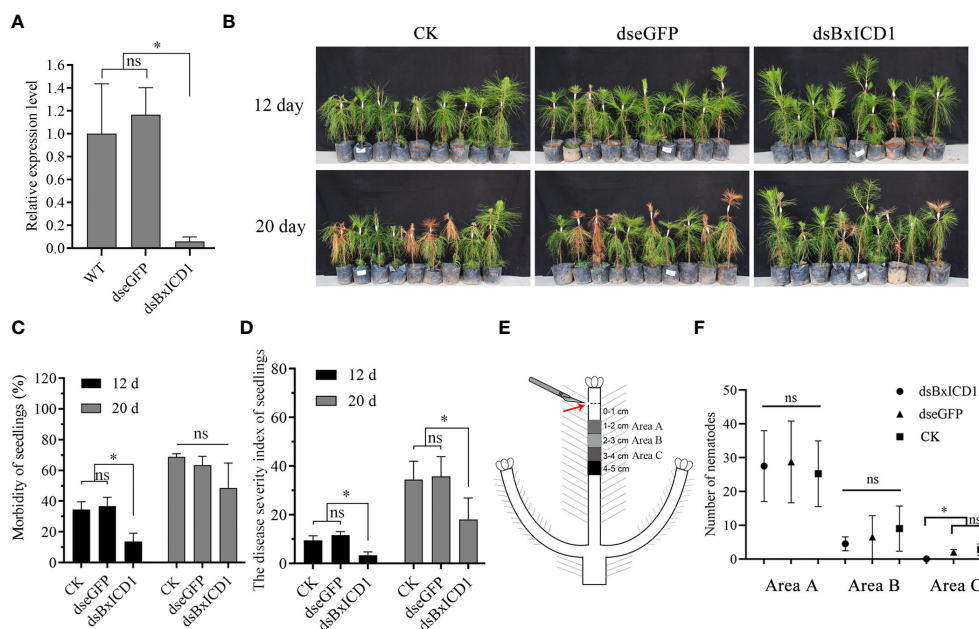 A
Relative expression level
1.6
1.4
1.2
1.0
0.8
0.6
0.4
0.2
0.0
*
ns
WT
dseGFP
dsBxICD1
B
CK
dseGFP
dsBxICD1
12 day
20 day
C
Morbidity of seedlings (%)
120
100
80
60
40
20
0
12 d
20 d
*
ns
ns
CK
dseGFP
dsBxICD1
CK
dseGFP
dsBxICD1
D
The disease severity index of seedlings
80
60
40
20
0
12 d
20 d
*
ns
*
ns
CK
dseGFP
dsBxICD1
CK
dseGFP
dsBxICD1
E
0-1 cm
1-2 cm Area A
2-3 cm Area B
3-4 cm Area C
4-5 cm
F
Number of nematodes
50
40
30
20
10
0
dsBxICD1
dseGFP
CK
ns
ns
*
ns
Area A
Area B
Area C